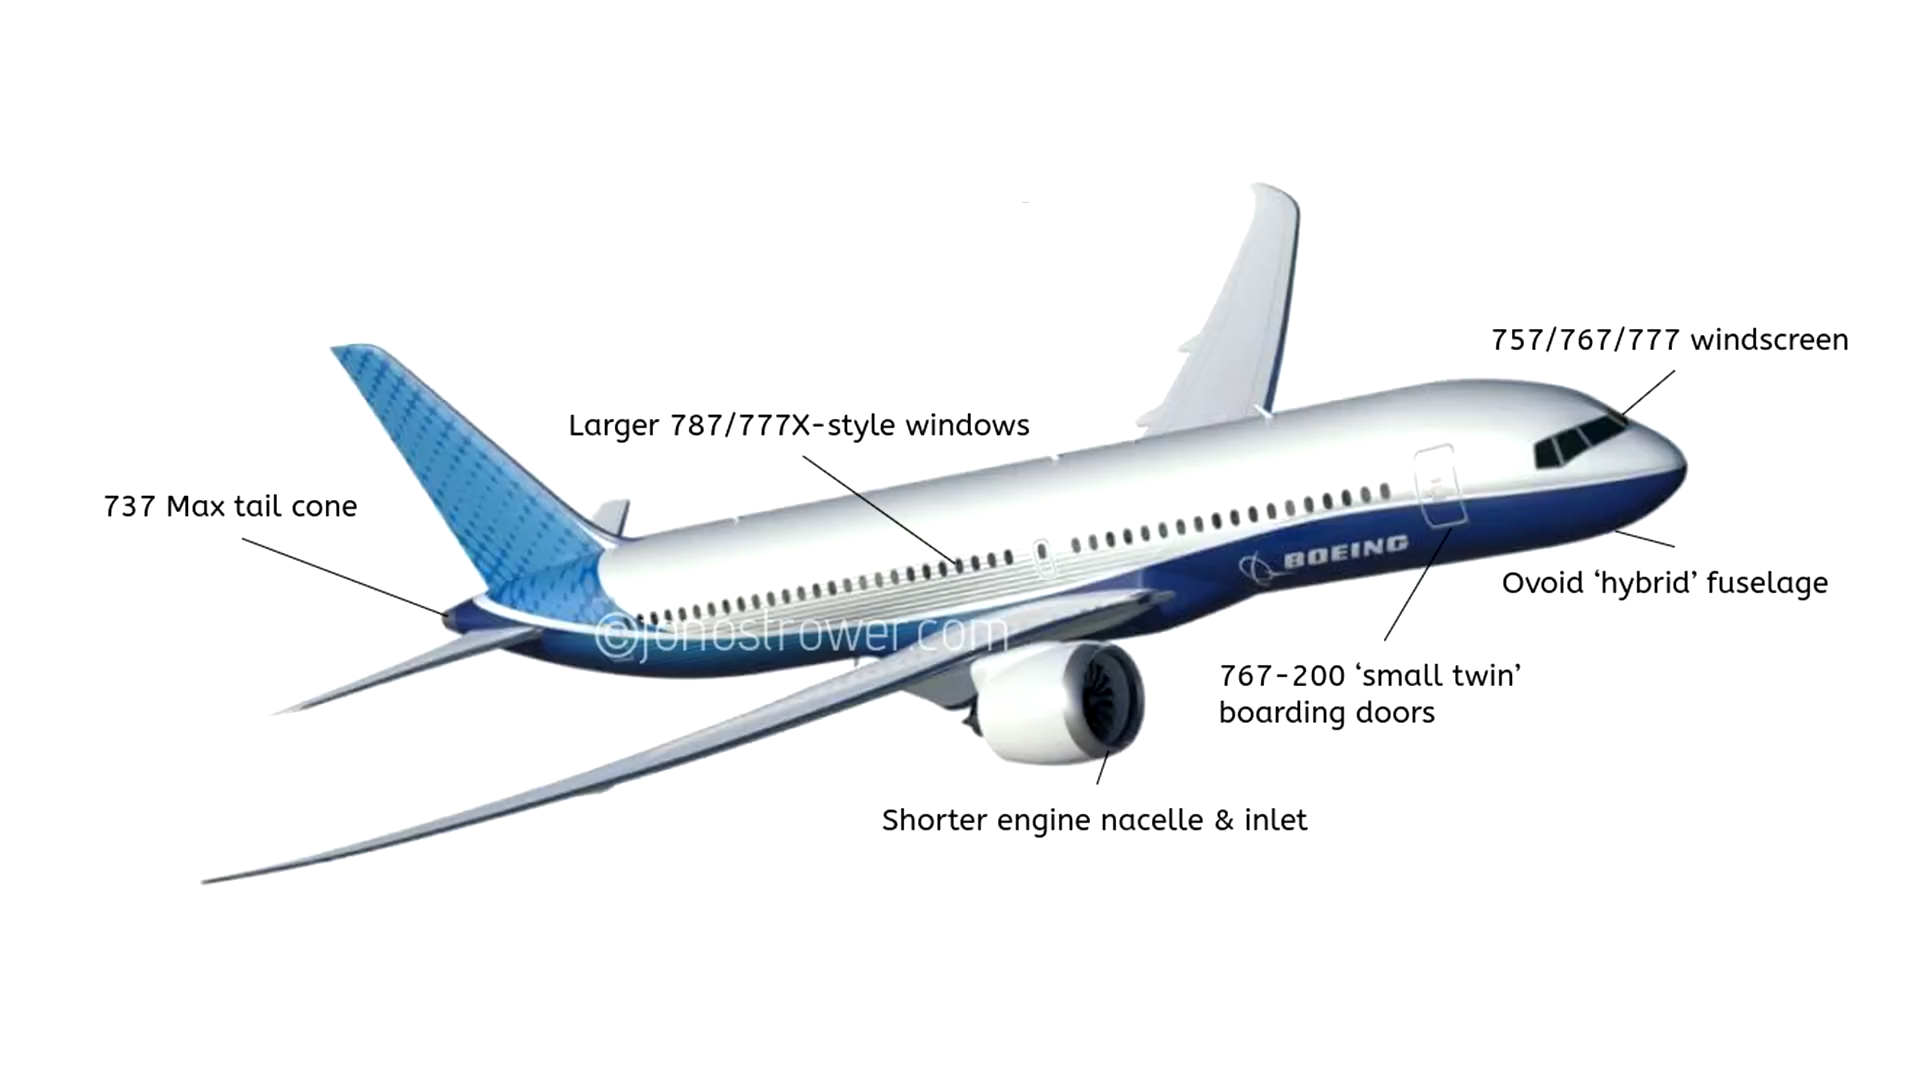 757/767/777 windscreen
Larger 787/777X-style windows
737 Max tail cone
BOEING
Ovoid ‘hybrid’ fuselage
©jonostrower.com
767-200 ‘small twin’
boarding doors
Shorter engine nacelle & inlet